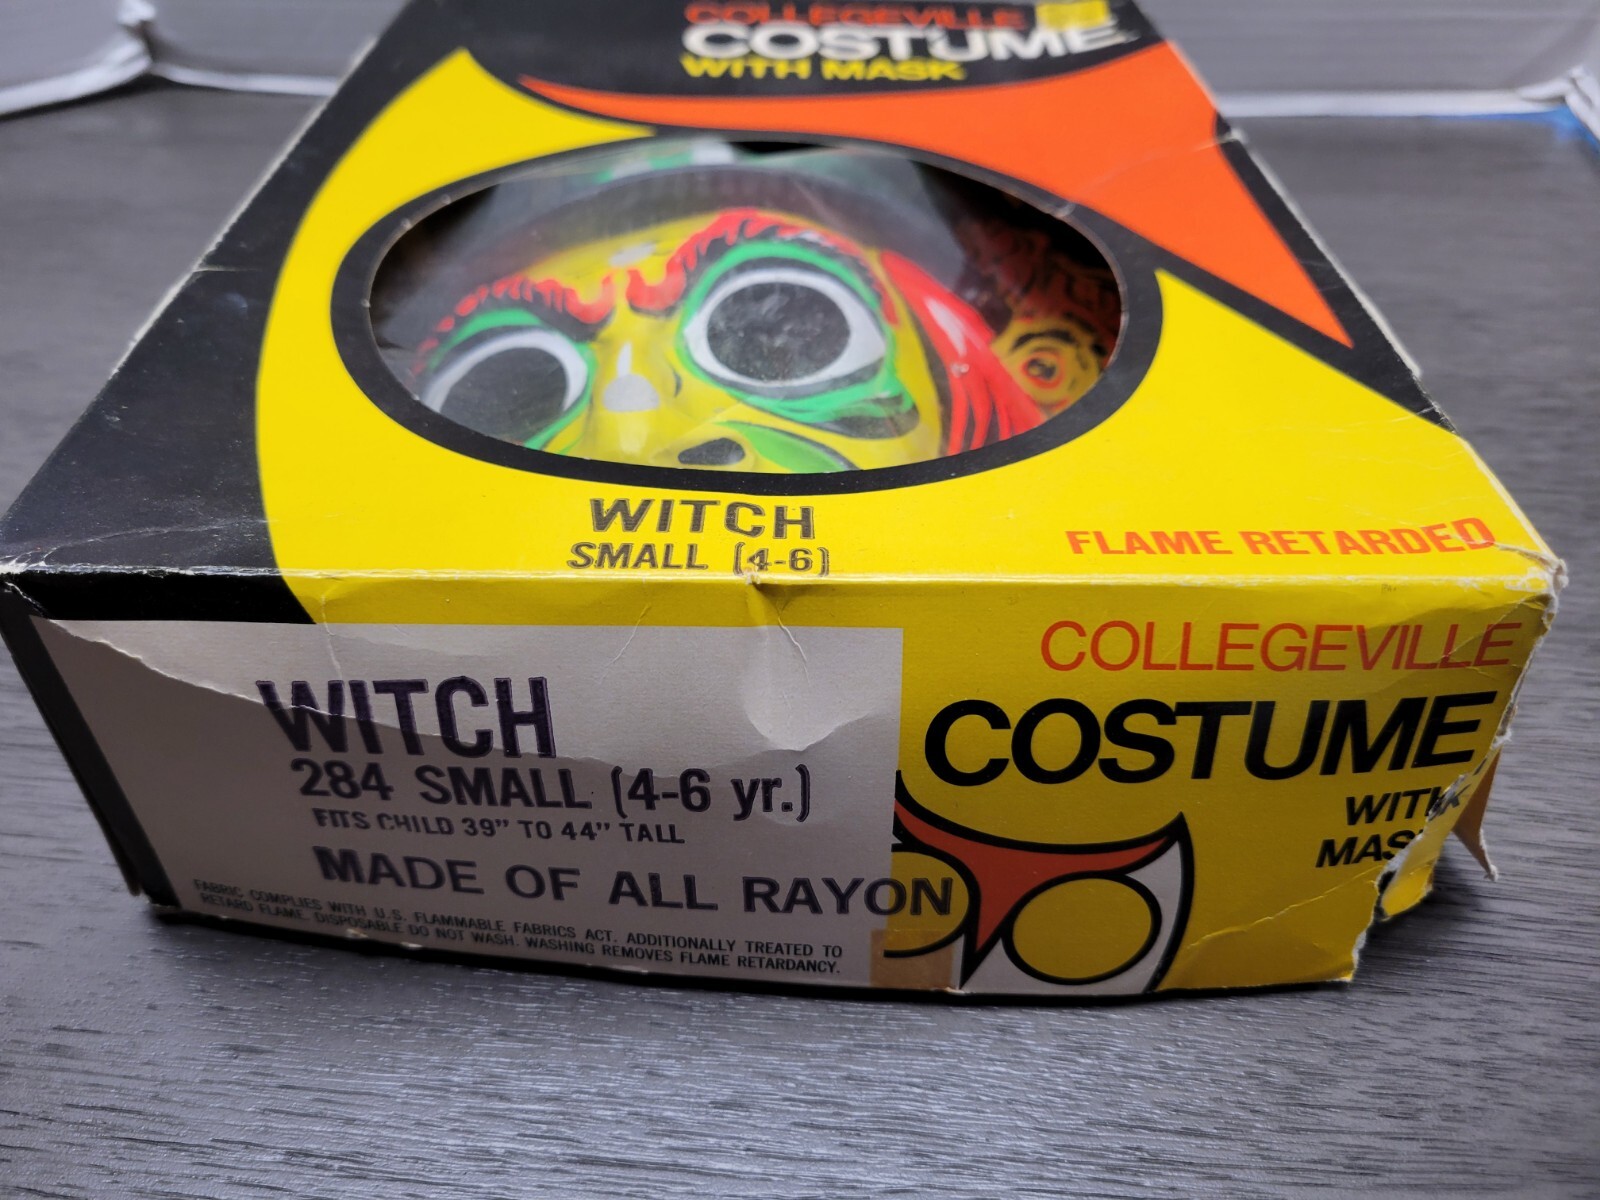 COLLEGEVILLE
COSTUME
WITH MASK
WITCH
SMALL (4-6)
FLAME RETARDED
WITCH
284 SMALL (4-6 yr.)
FITS CHILD 39" TO 44" TALL
MADE OF ALL RAYON
FABRIC COMPLIES WITH U.S. FLAMMABLE FABRICS ACT. ADDITIONALLY TREATED TO
RETARD FLAME. DISPOSABLE DO NOT WASH. WASHING REMOVES FLAME RETARDANCY.
COLLEGEVILLE
COSTUME
WITH
MASK